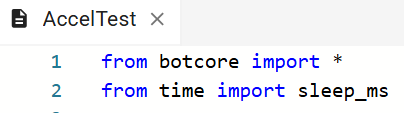 AccelTest
1 from botcore import *
2 from time import sleep_ms